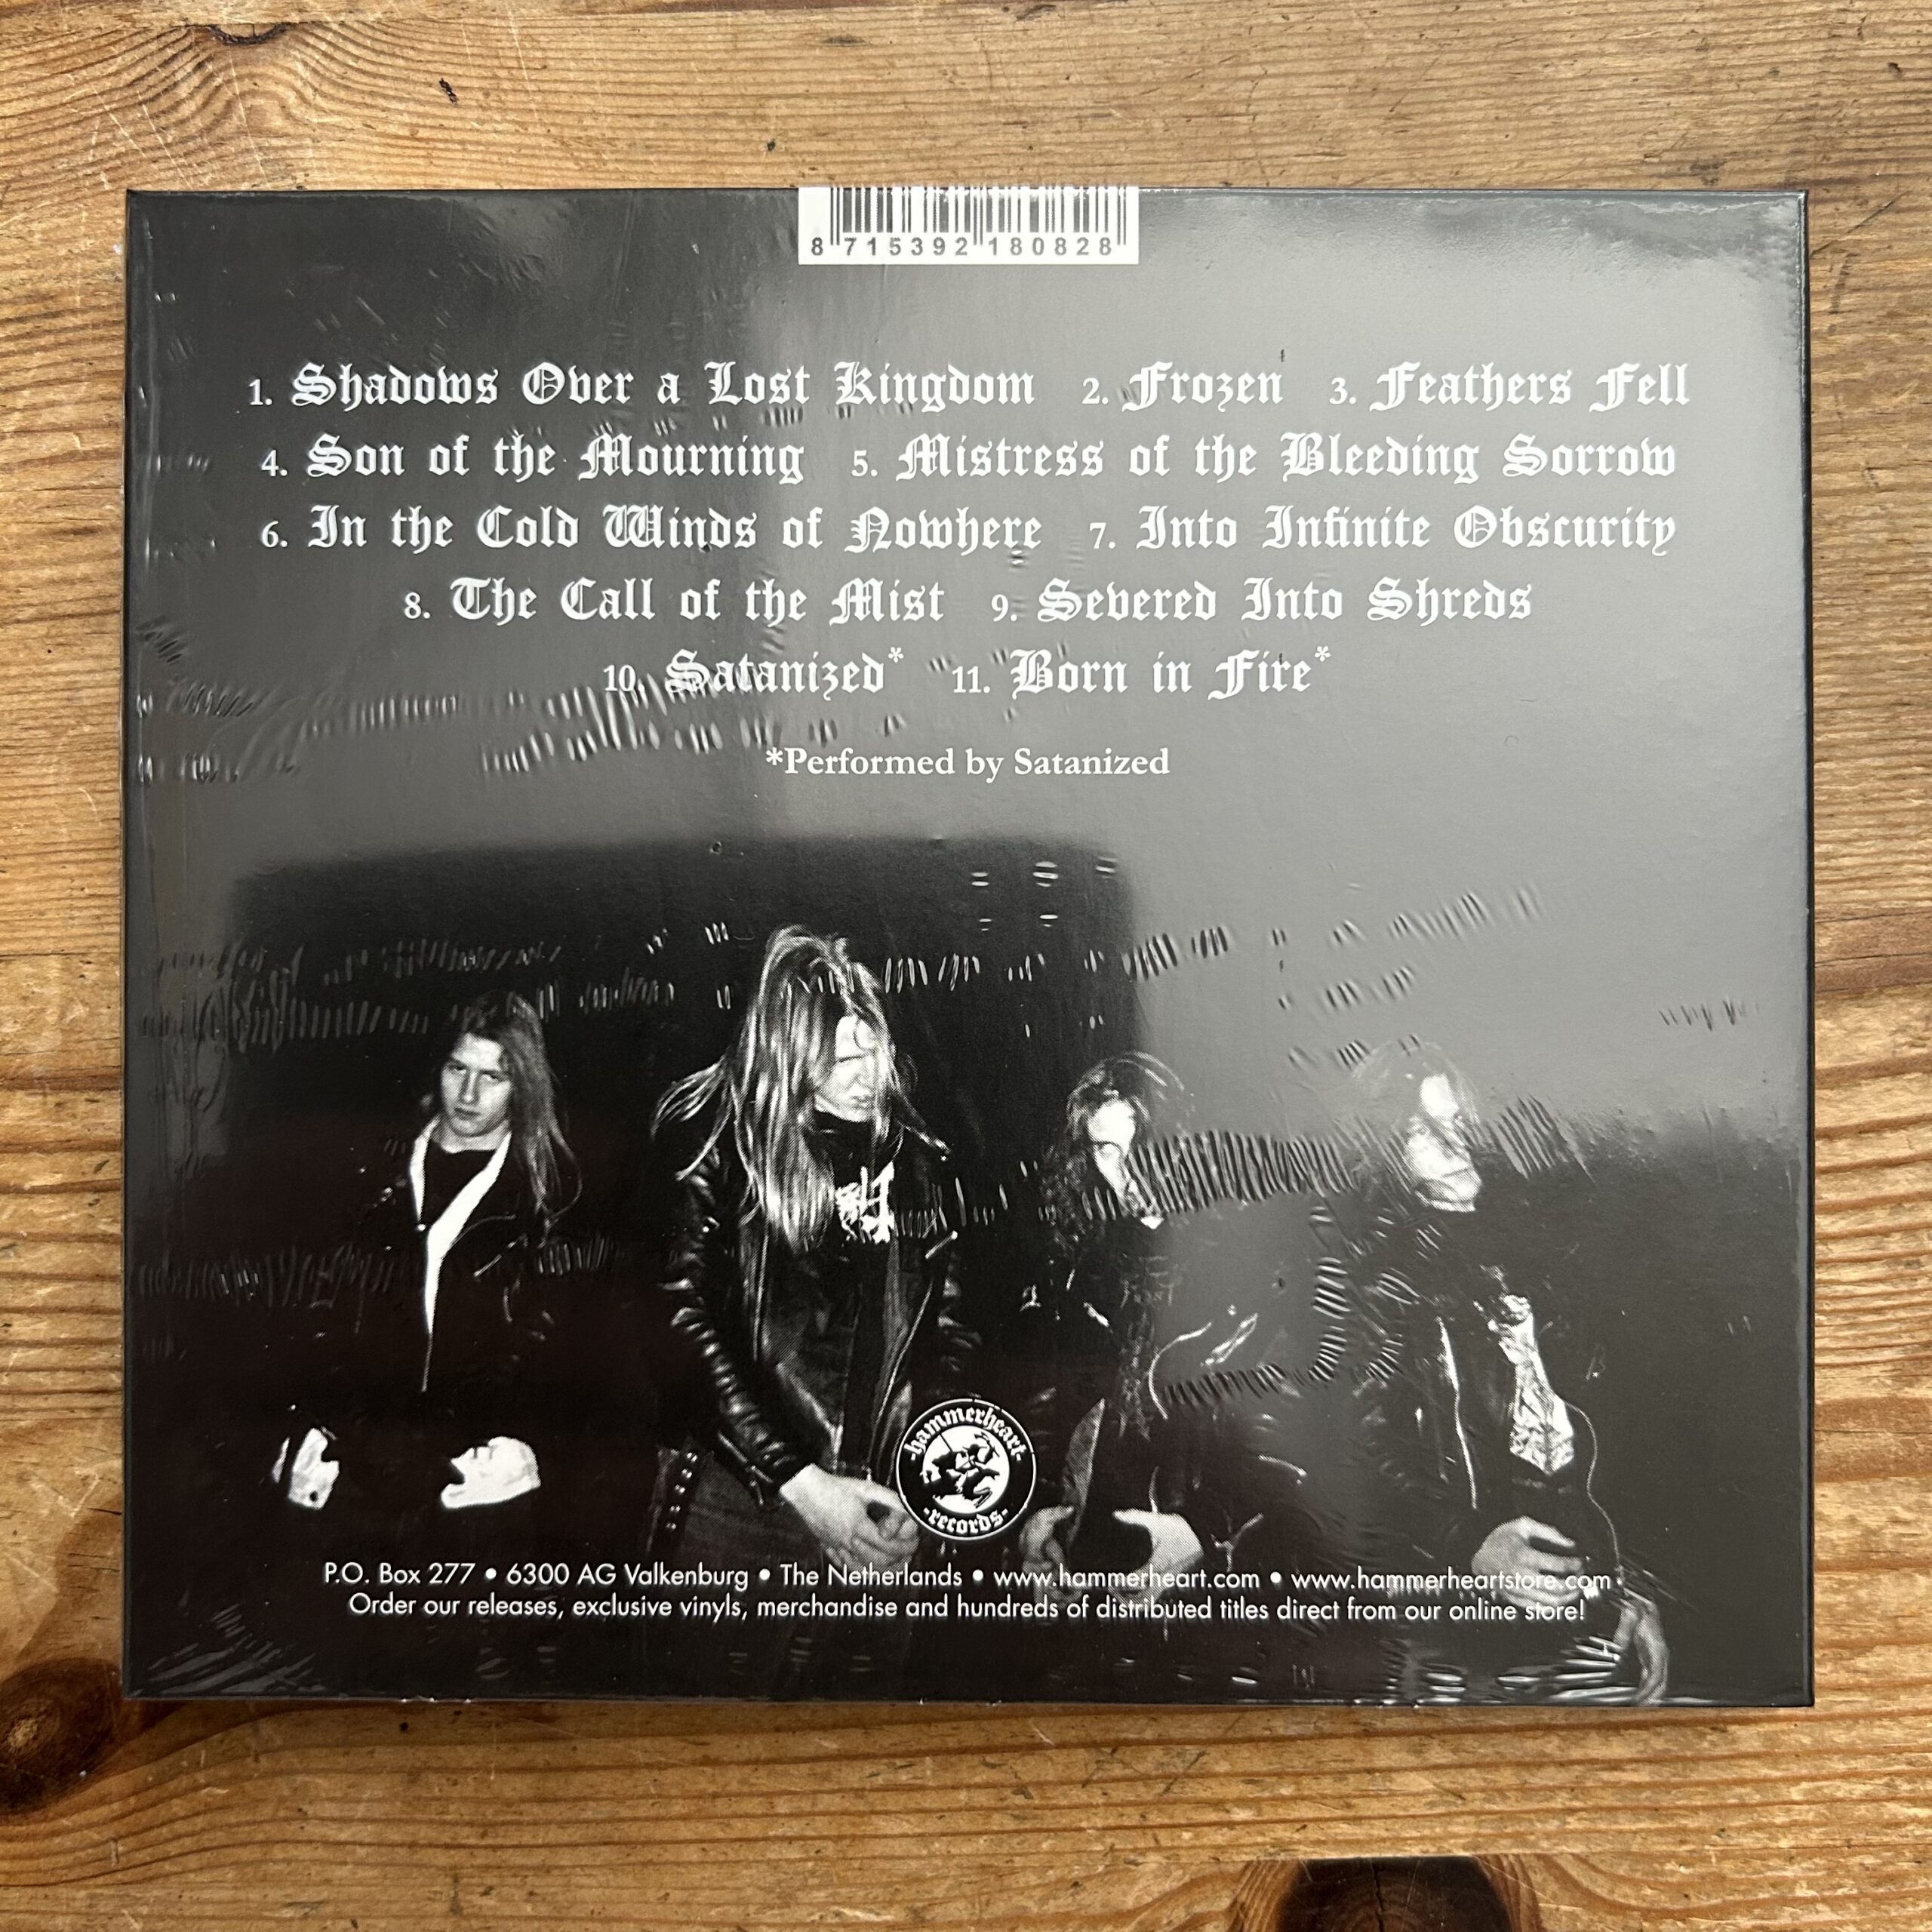 8 715392 180828
1. Shadows Over a Lost Kingdom 2. Frozen 3. Feathers Fell
4. Son of the Mourning 5. Mistress of the Bleeding Sorrow
6. In the Cold Winds of Nowhere 7. Into Infinite Obscurity
8. The Call of the Mist 9. Severed Into Shreds
10. Satanized* 11. Born in Fire*
*Performed by Satanized
hammerheart
-records-
P.O. Box 277 • 6300 AG Valkenburg • The Netherlands • www.hammerheart.com • www.hammerheartstore.com
Order our releases, exclusive vinyls, merchandise and hundreds of distributed titles direct from our online store!